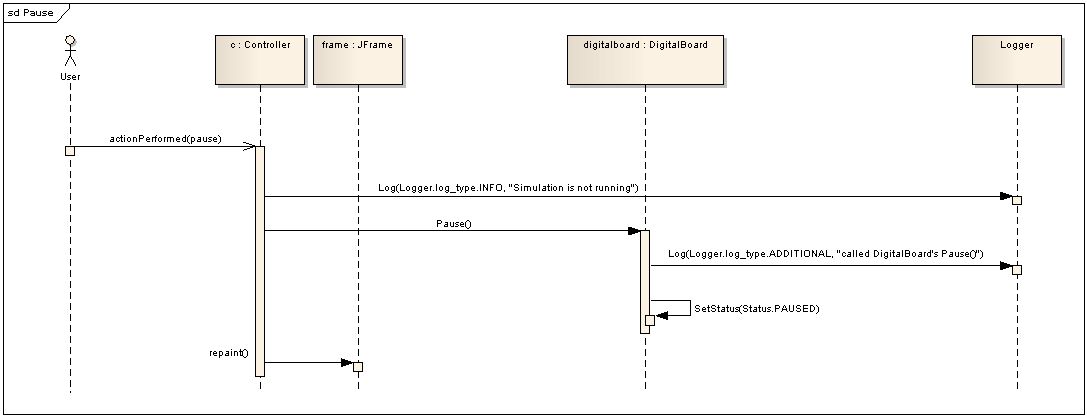 sd Pause
User
c : Controller
frame : JFrame
digitalboard : DigitalBoard
Logger
actionPerformed(pause)
Log(Logger.log_type.INFO, "Simulation is not running")
Pause()
Log(Logger.log_type.ADDITIONAL, "called DigitalBoard's Pause()")
SetStatus(Status.PAUSED)
repaint()